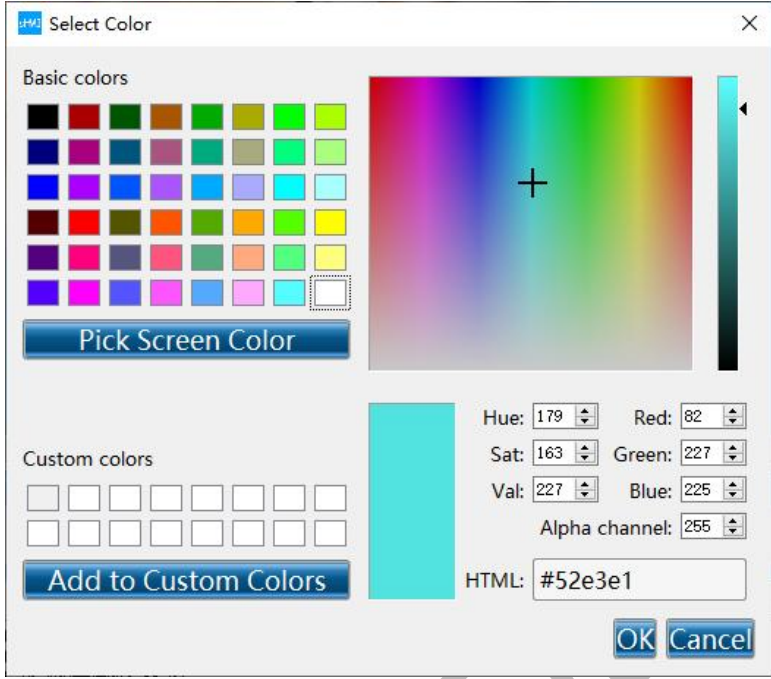 sHMI Select Color
Basic colors
Pick Screen Color
Hue: 179 Red: 82
Sat: 163 Green: 227
Val: 227 Blue: 225
Alpha channel: 255
Custom colors
Add to Custom Colors
HTML: #52e3e1
OK Cancel